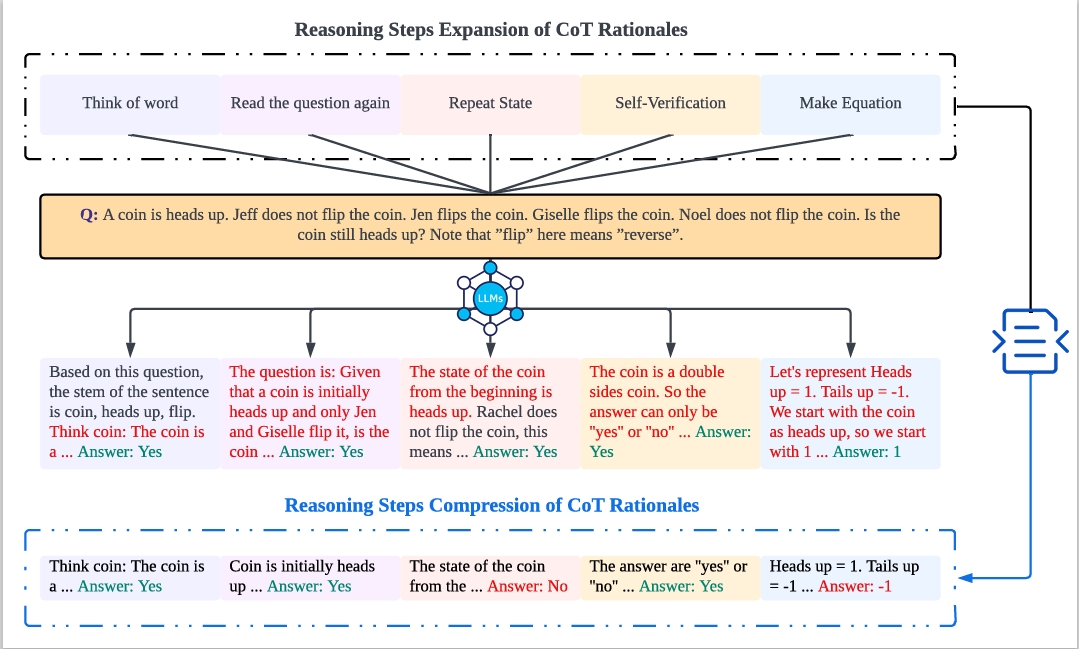 Reasoning Steps Expansion of CoT Rationales
Think of word
Read the question again
Repeat State
Self-Verification
Make Equation
Q: A coin is heads up. Jeff does not flip the coin. Jen flips the coin. Giselle flips the coin. Noel does not flip the coin. Is the
coin still heads up? Note that ”flip” here means ”reverse”.
LLMs
Based on this question,
the stem of the sentence
is coin, heads up, flip.
Think coin: The coin is
a ... Answer: Yes
The question is: Given
that a coin is initially
heads up and only Jen
and Giselle flip it, is the
coin ... Answer: Yes
The state of the coin
from the beginning is
heads up. Rachel does
not flip the coin, this
means ... Answer: Yes
The coin is a double
sides coin. So the
answer can only be
"yes" or "no" ... Answer:
Yes
Let's represent Heads
up = 1. Tails up = -1.
We start with the coin
as heads up, so we start
with 1 ... Answer: 1
Reasoning Steps Compression of CoT Rationales
Think coin: The coin is
a ... Answer: Yes
Coin is initially heads
up ... Answer: Yes
The state of the coin
from the ... Answer: No
The answer are "yes" or
"no" ... Answer: Yes
Heads up = 1. Tails up
= -1 ... Answer: -1